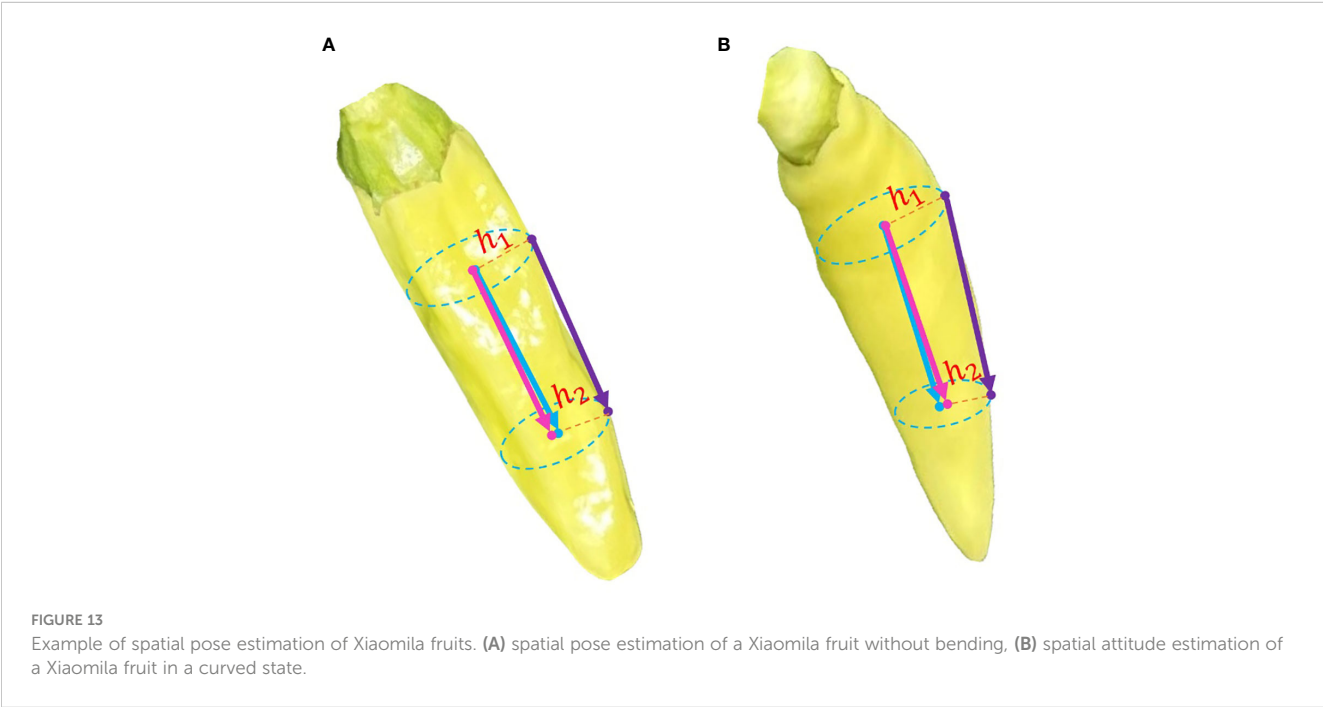 A
B
h₁
h₂
h₁
h₂
FIGURE 13
Example of spatial pose estimation of Xiaomila fruits. (A) spatial pose estimation of a Xiaomila fruit without bending, (B) spatial attitude estimation of
a Xiaomila fruit in a curved state.